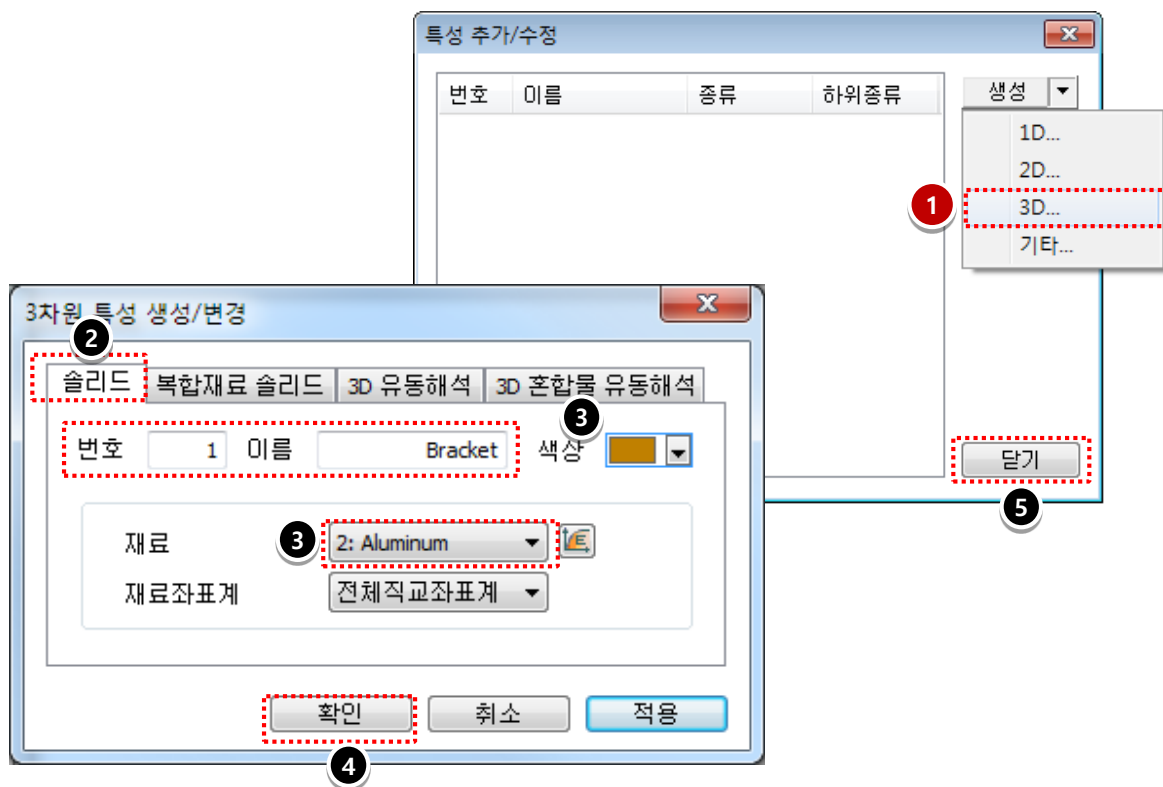 특성 추가/수정
번호 이름 종류 하위종류
생성
1D...
2D...
1
3D...
기타...
닫기
5
3차원 특성 생성/변경
2
솔리드 복합재료 솔리드 3D 유동해석 3D 혼합물 유동해석
3
번호 1 이름 Bracket 색상
재료 3 2: Aluminum
재료좌표계 전체직교좌표계
확인 취소 적용
4